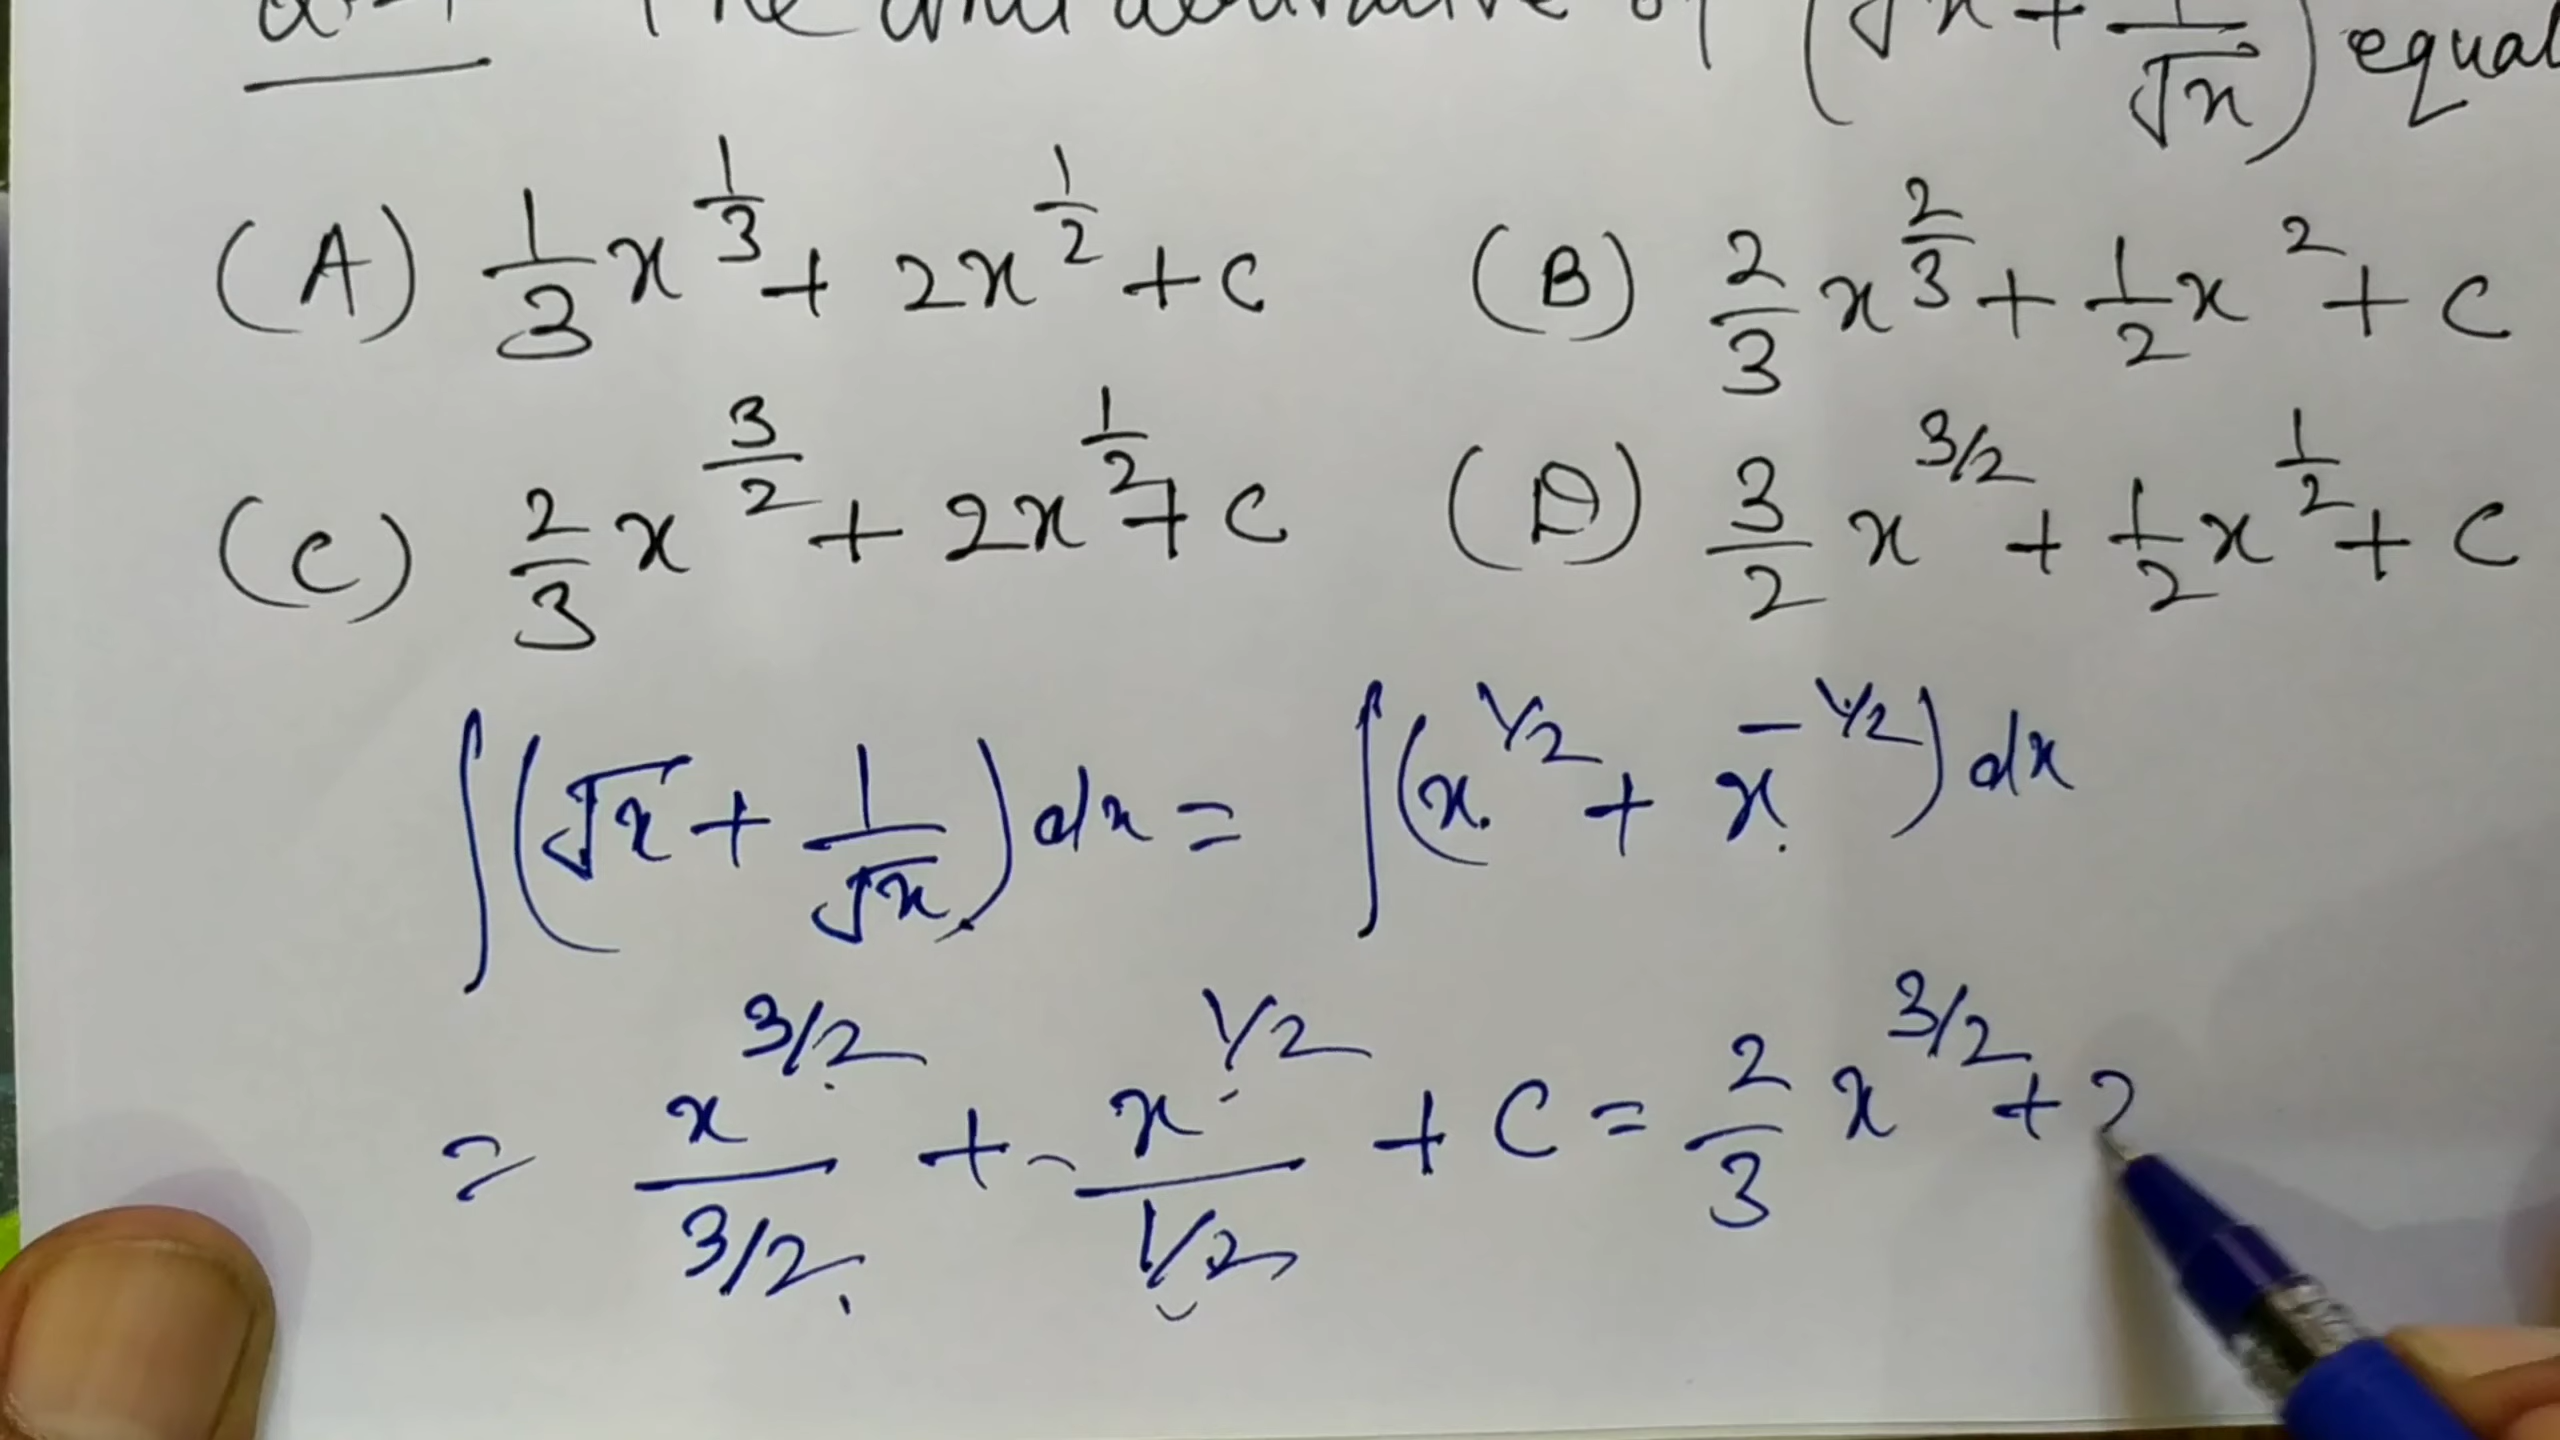 The anti derivative of (√x + 1/√x) equal
(A) 1/3 x^(1/3) + 2x^(1/2) + C (B) 2/3 x^(2/3) + 1/2 x^2 + C
(C) 2/3 x^(3/2) + 2x^(1/2) + C (D) 3/2 x^(3/2) + 1/2 x^(1/2) + C
∫(√x + 1/√x) dx = ∫(x^(1/2) + x^(-1/2)) dx
= x^(3/2)/(3/2) + x^(1/2)/(1/2) + C = 2/3 x^(3/2) + 2